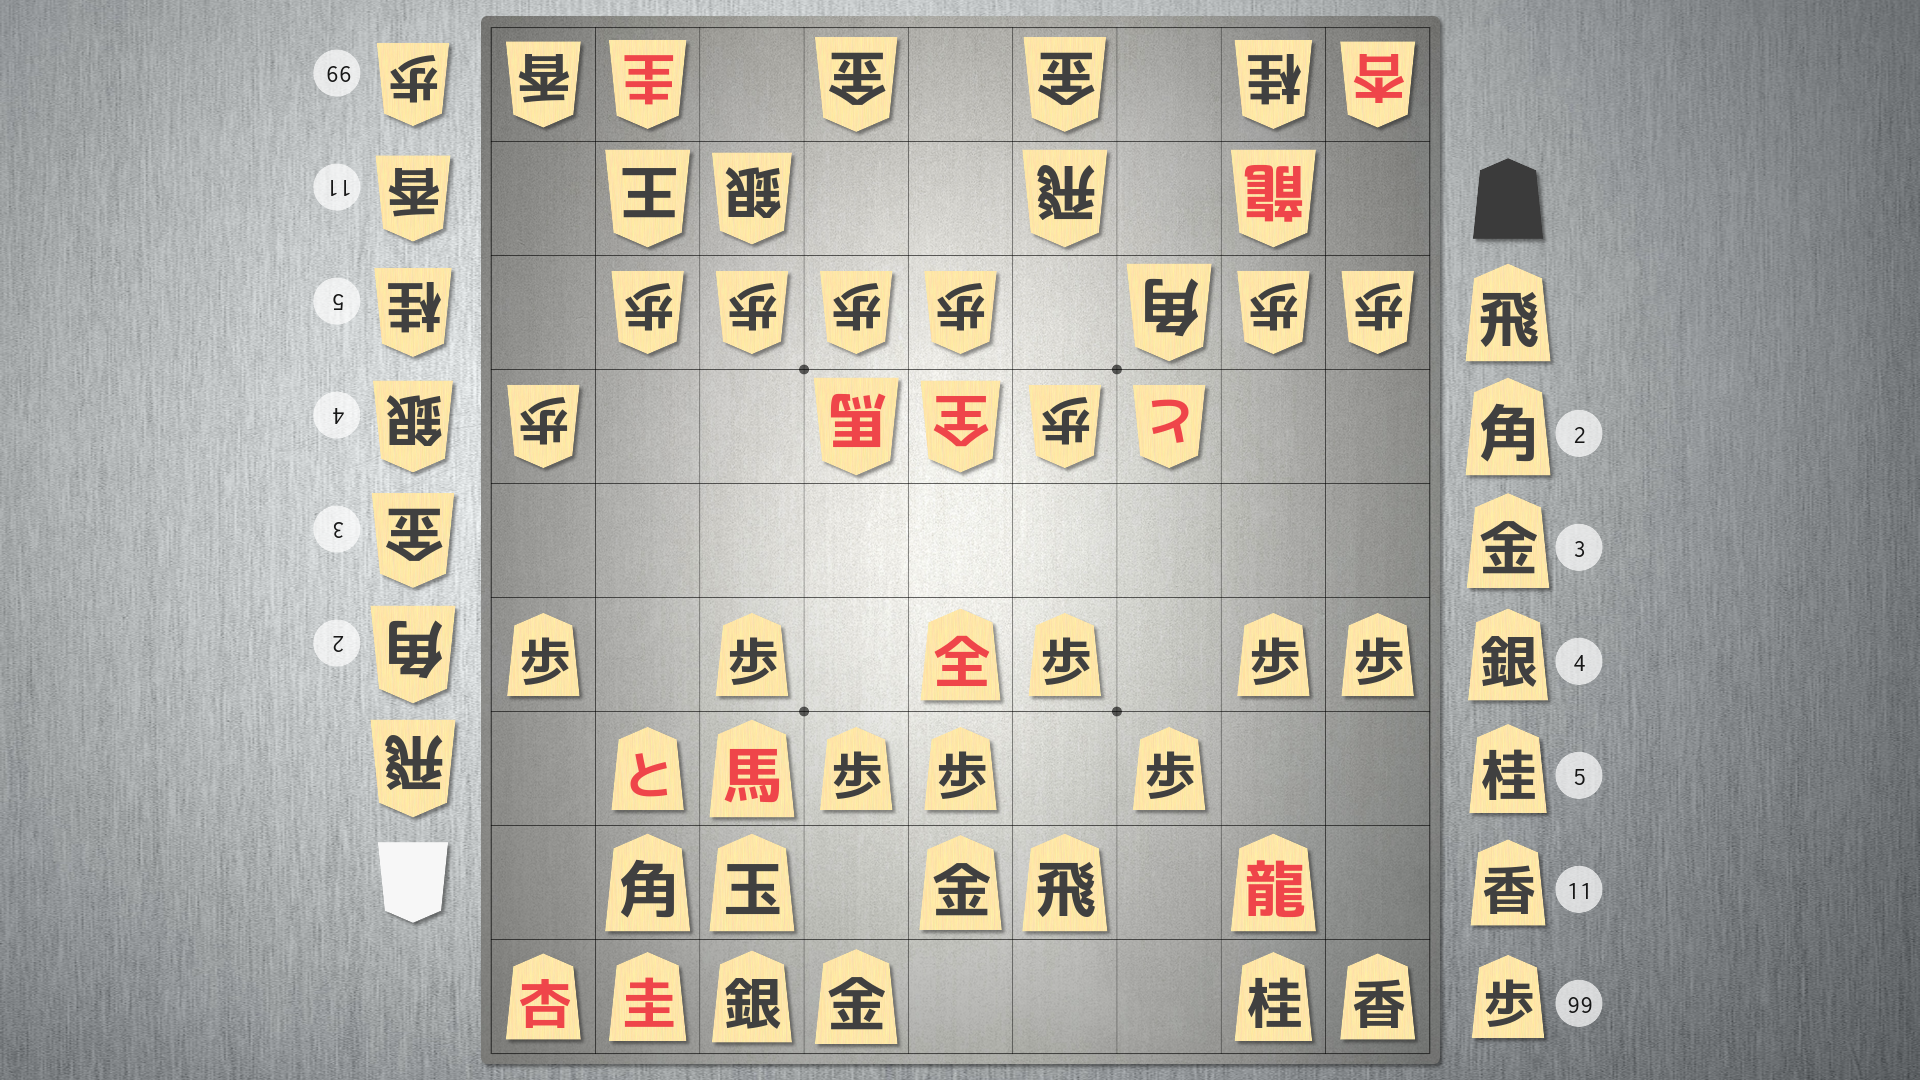 99 歩 香 圭 金 金 桂 杏
11 香 王 銀 飛 龍
5 桂 歩 歩 歩 歩 角 歩 歩 飛
4 銀 歩 馬 全 歩 と 角 2
3 金 金 3
2 角 歩 歩 全 歩 歩 歩 銀 4
飛 と 馬 歩 歩 歩 桂 5
角 玉 金 飛 龍 香 11
杏 圭 銀 金 桂 香 歩 99